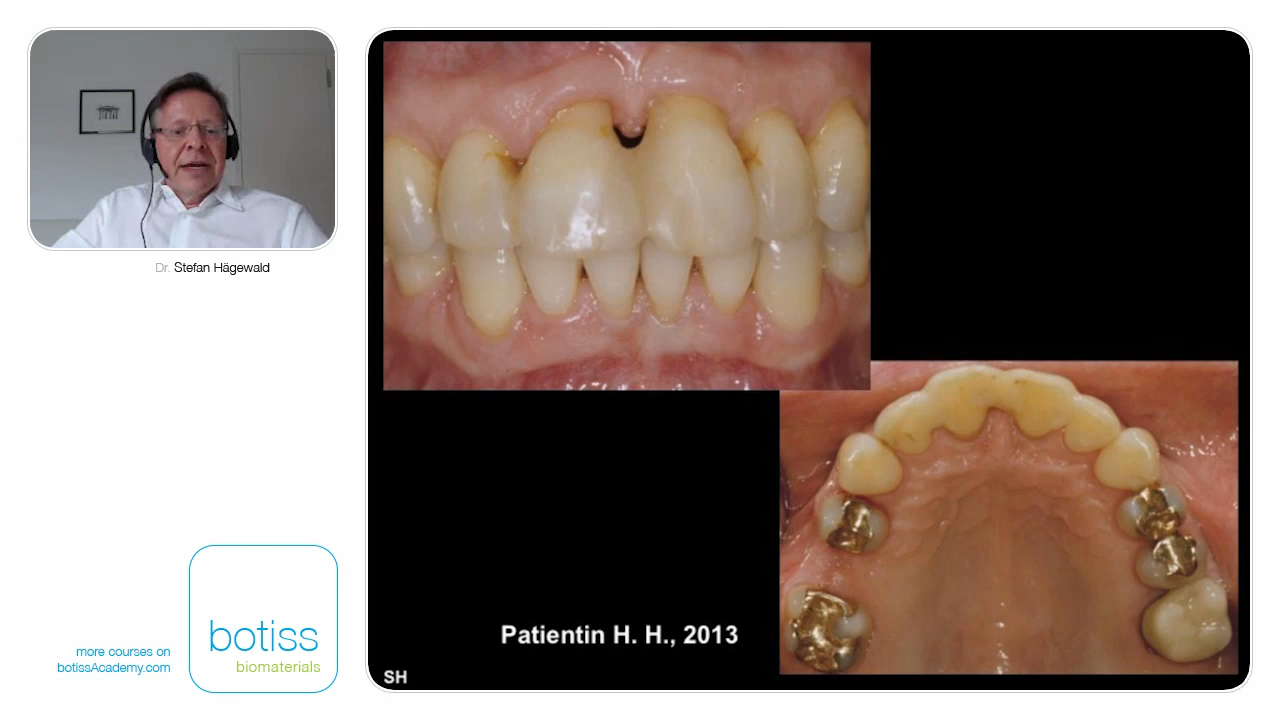 Dr. Stefan Hägewald
more courses on
botissAcademy.com
botiss
biomaterials
Patientin H. H., 2013
SH